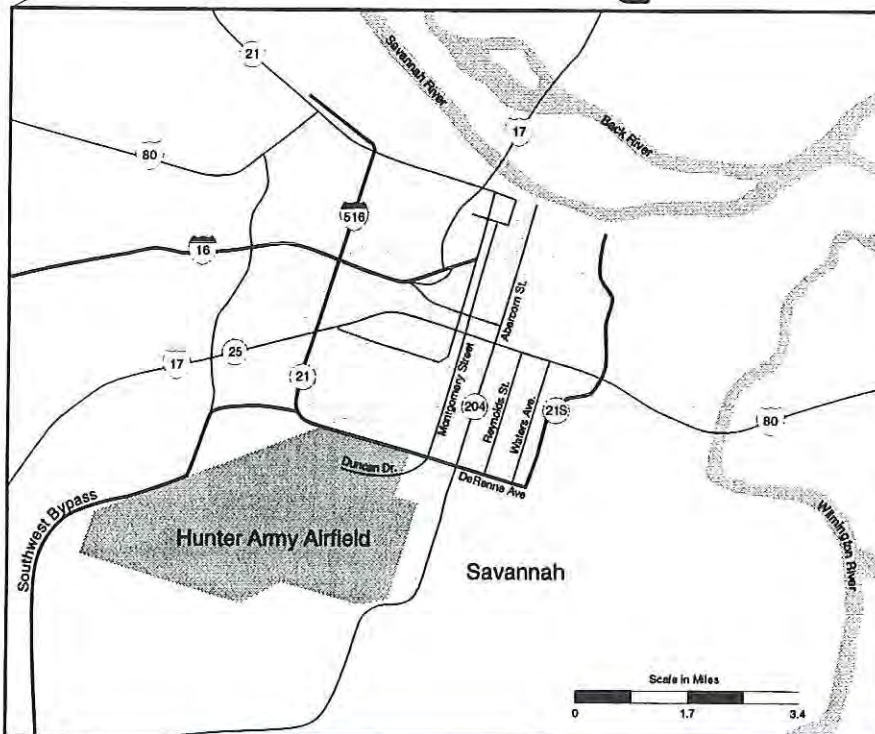 21
Savannah River
17
Back River
80
516
16
Abercorn St.
17
25
21
Montgomery Street
204
Reynolds St.
Waters Ave.
21S
80
Duncan Dr.
DeRenne Ave
Southwest Bypass
Hunter Army Airfield
Savannah
Wilmington River
Scale in Miles
0 1.7 3.4